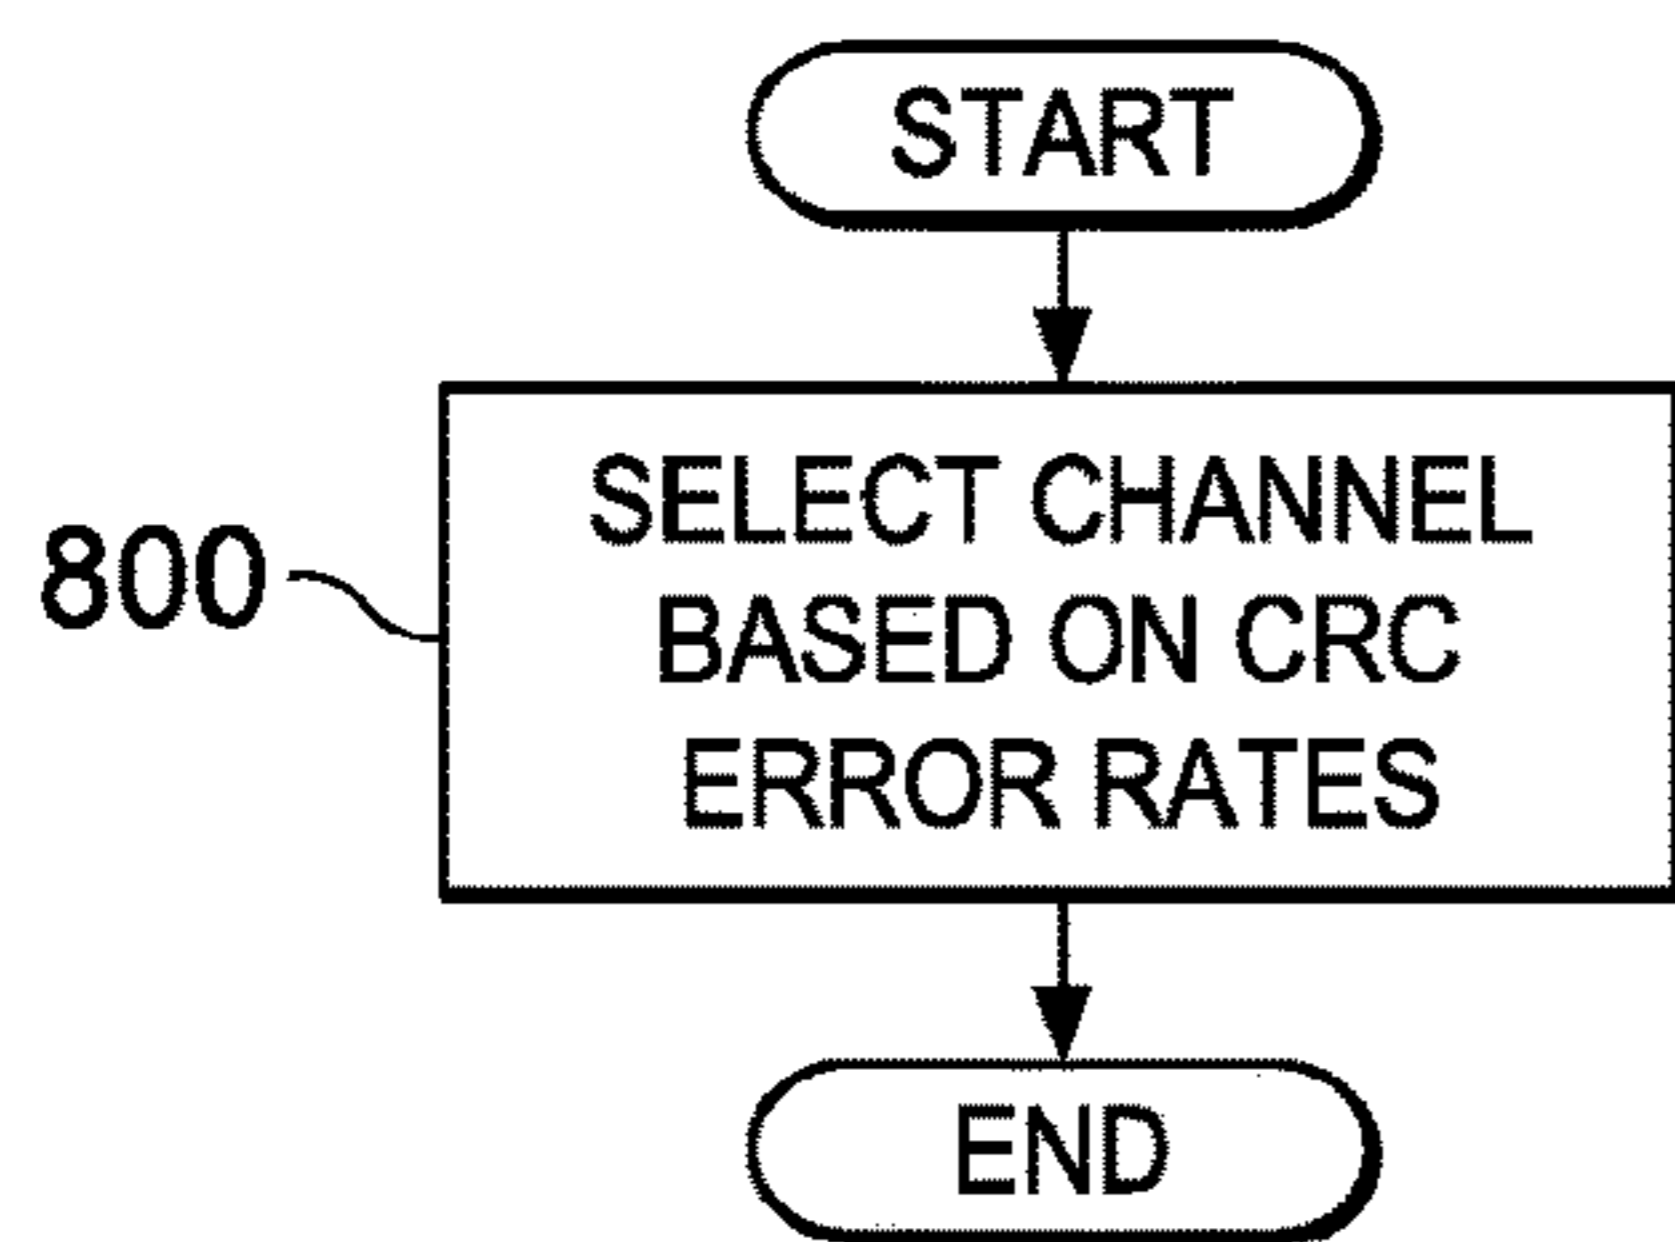 START
SELECT CHANNEL
800
BASED ON CRC
ERROR RATES
END